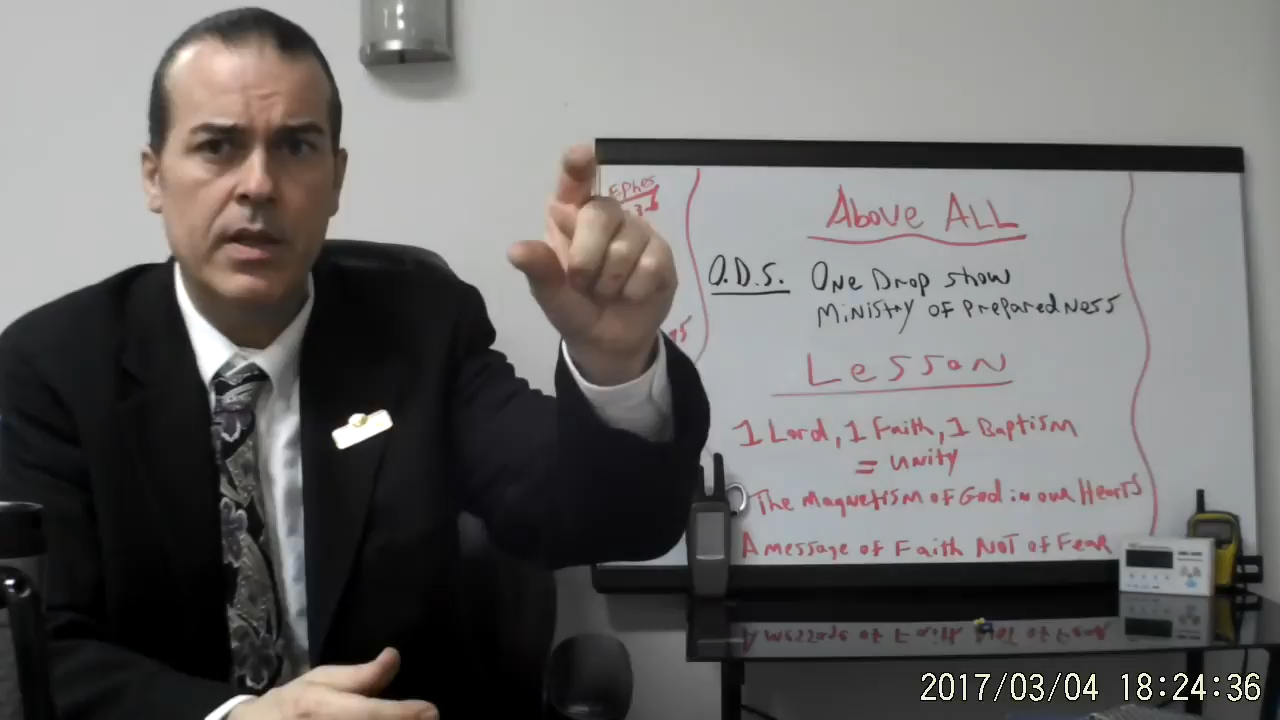 Ephes
Above ALL
O.D.S. One Drop show
Ministry of preparedness
Lesson
1 Lord, 1 Faith, 1 Baptism
= unity
The Magnetism of God in our Hearts
A message of Faith NOT of Fear
2017/03/04 18:24:36